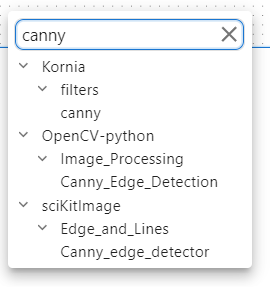 canny
Kornia
filters
canny
OpenCV-python
Image_Processing
Canny_Edge_Detection
sciKitImage
Edge_and_Lines
Canny_edge_detector